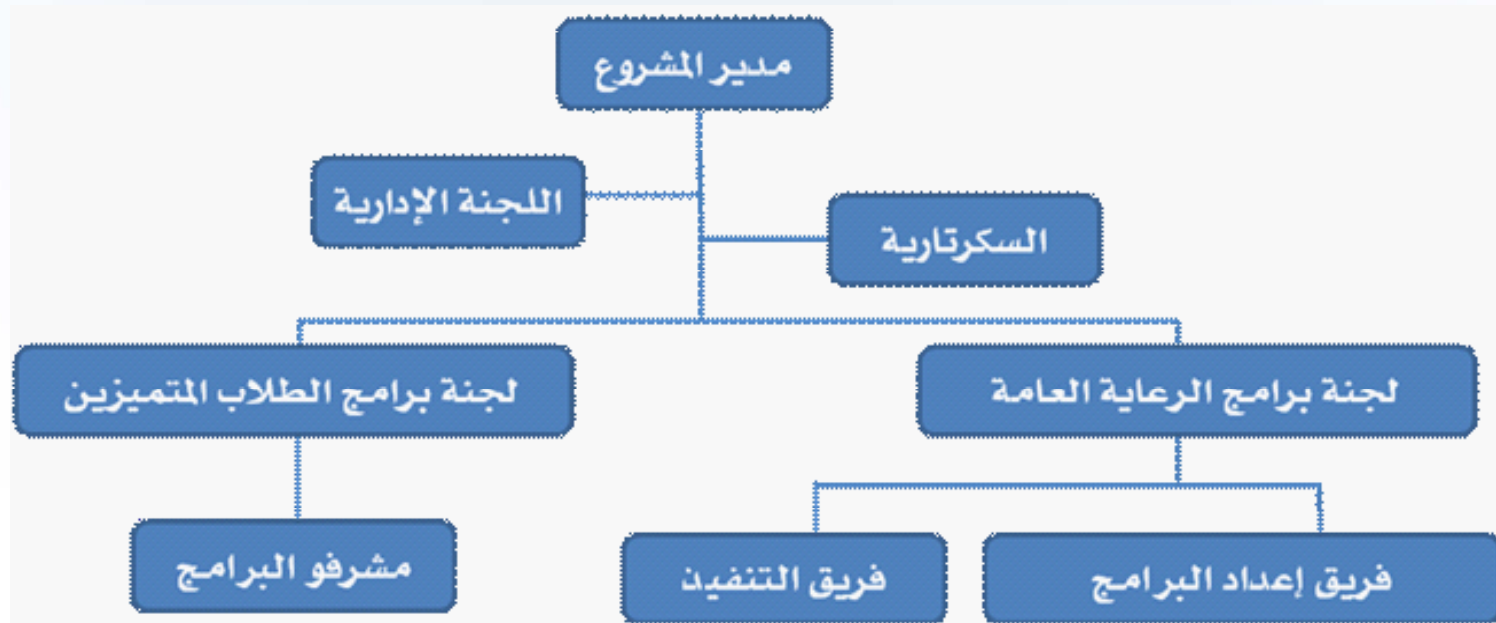 مدير المشروع
اللجنة الإدارية
السكرتارية
لجنة برامج الرعاية العامة
لجنة برامج الطلاب المتميزين
فريق إعداد البرامج
فريق التنفيذ
مشرفو البرامج